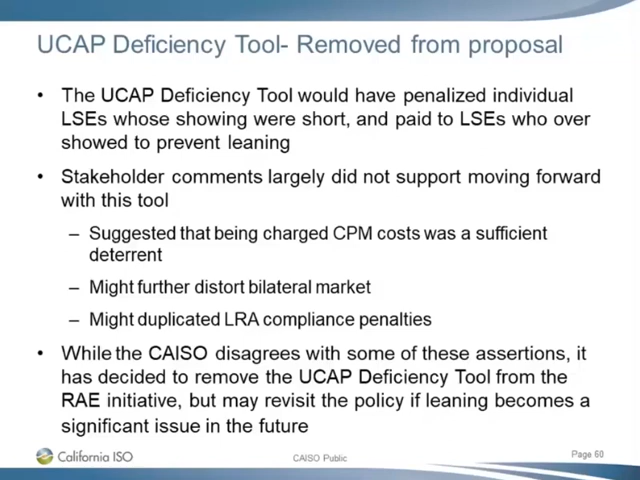 UCAP Deficiency Tool- Removed from proposal
• The UCAP Deficiency Tool would have penalized individual
LSEs whose showing were short, and paid to LSEs who over
showed to prevent leaning
• Stakeholder comments largely did not support moving forward
with this tool
– Suggested that being charged CPM costs was a sufficient
deterrent
– Might further distort bilateral market
– Might duplicated LRA compliance penalties
• While the CAISO disagrees with some of these assertions, it
has decided to remove the UCAP Deficiency Tool from the
RAE initiative, but may revisit the policy if leaning becomes a
significant issue in the future
California ISO
CAISO Public
Page 60